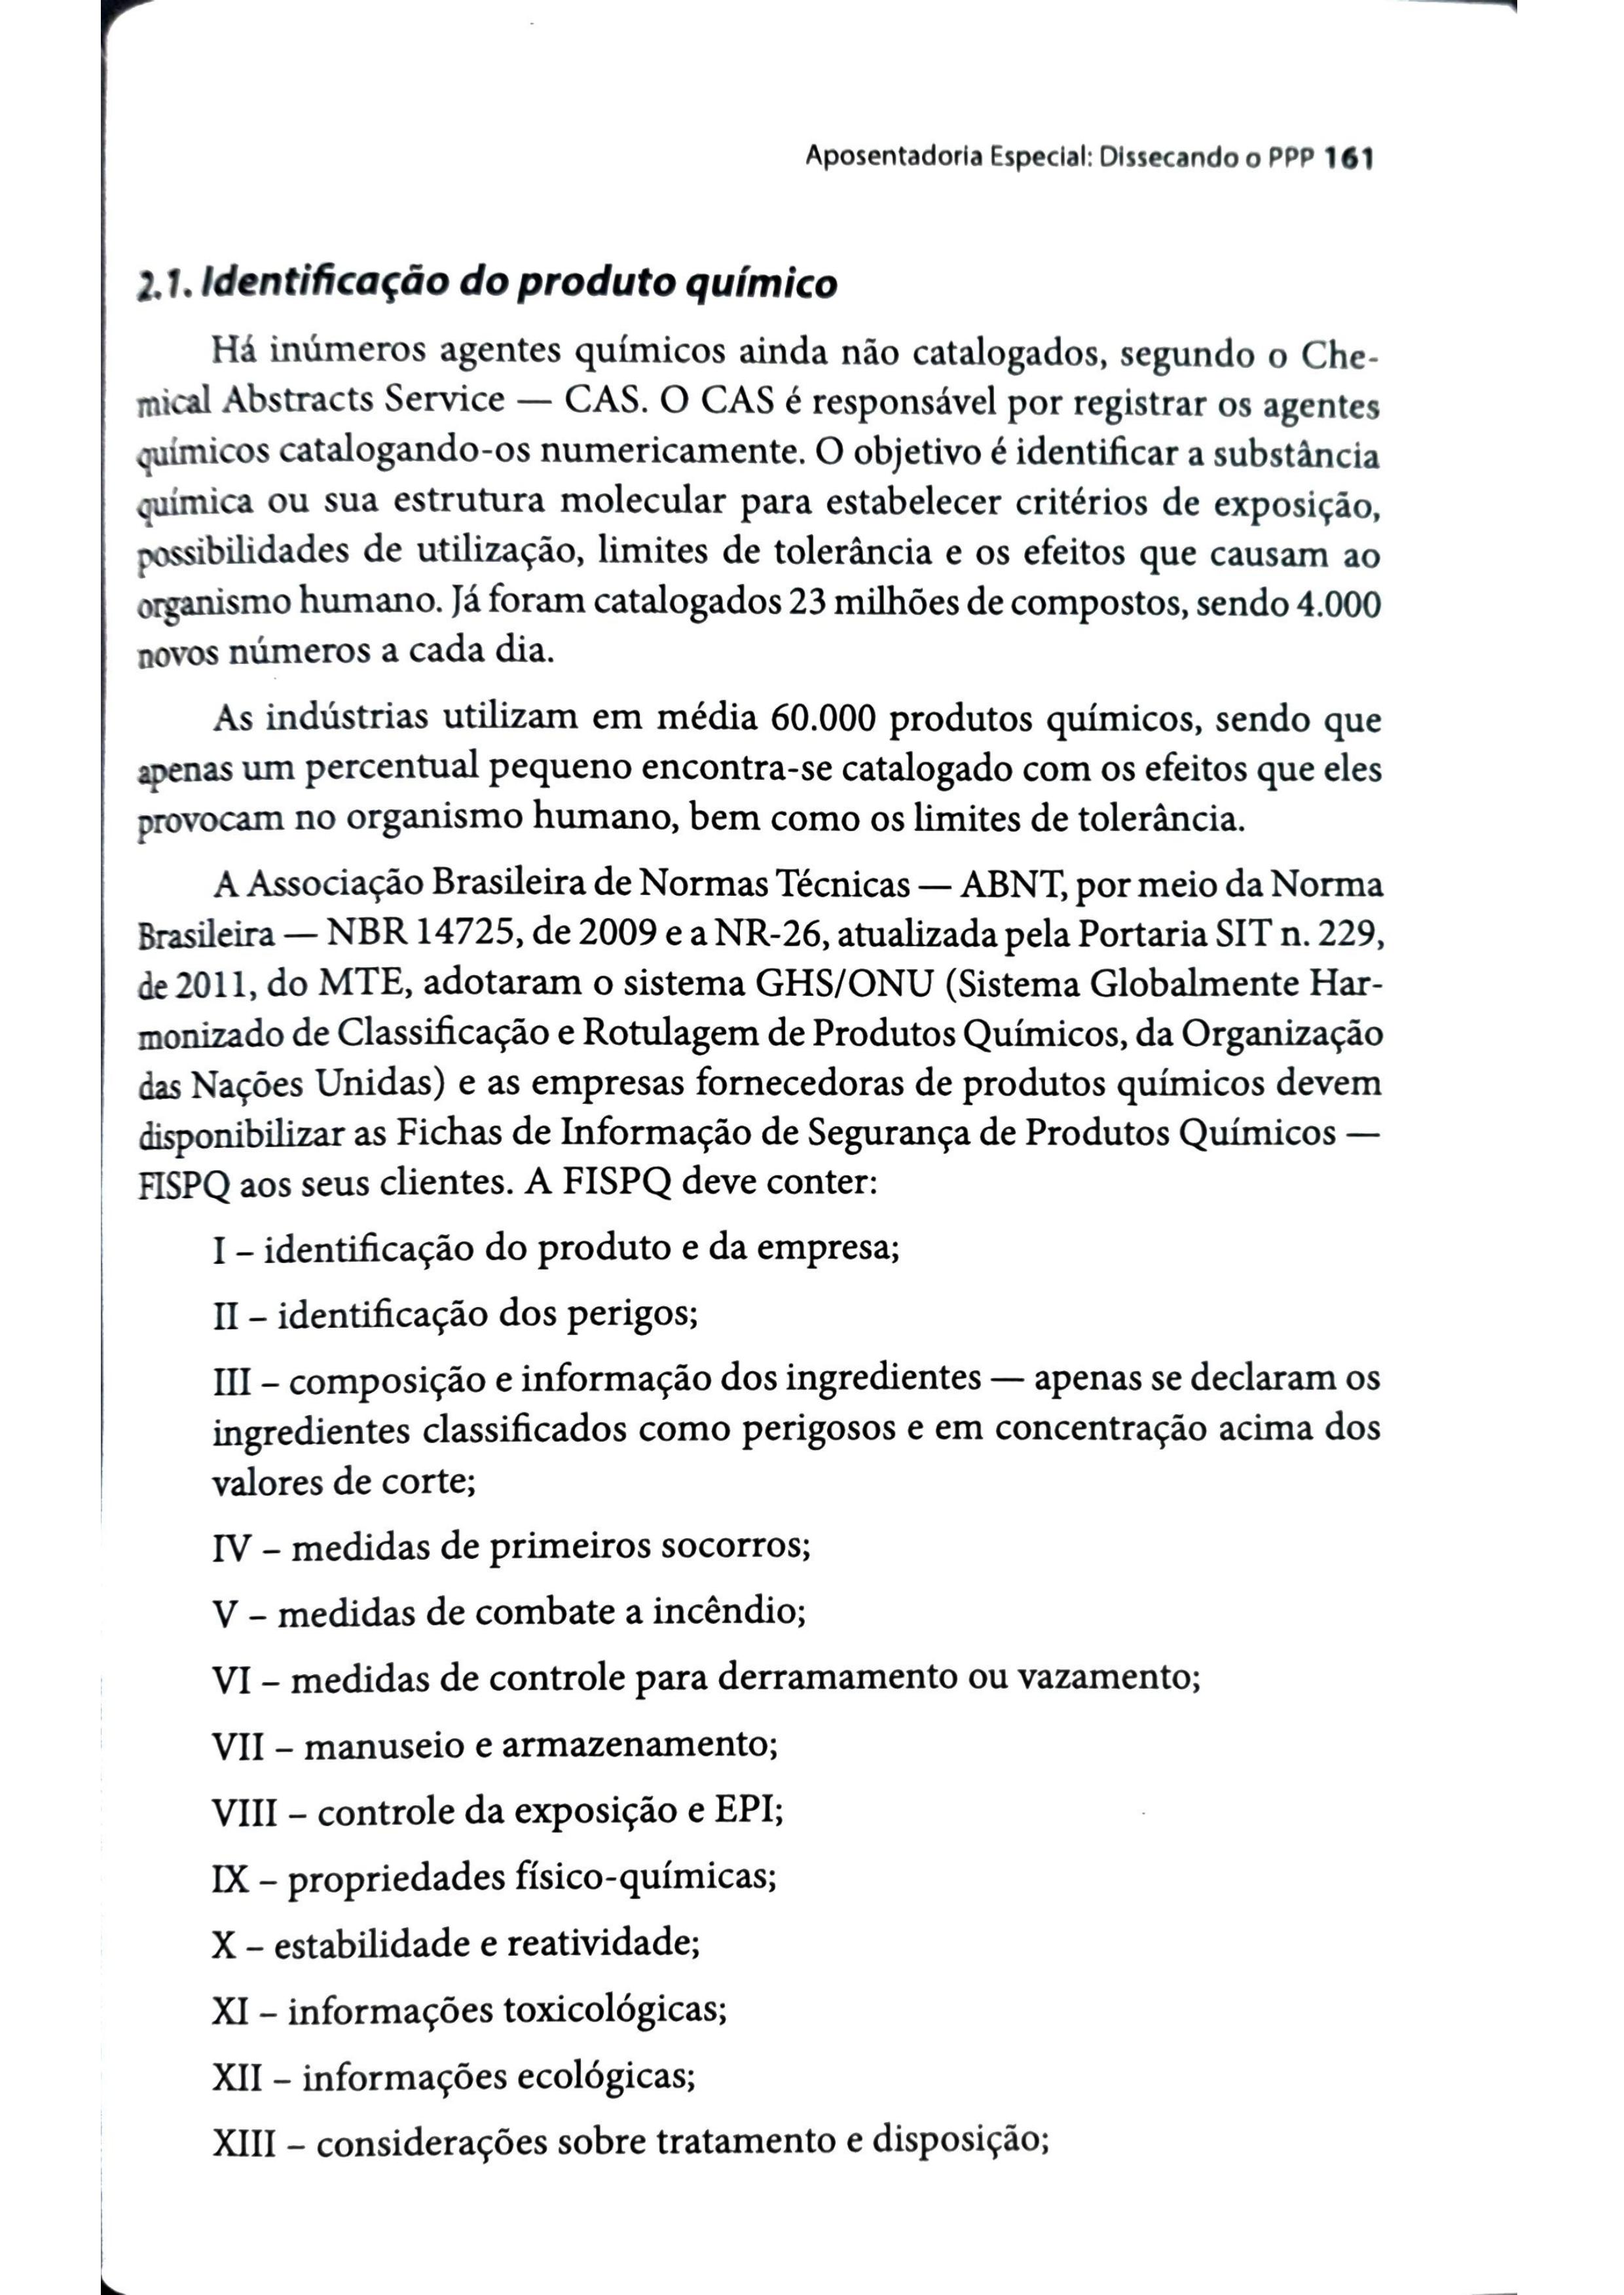 Aposentadoria Especial: Dissecando o PPP 161
2.1. Identificação do produto químico
Há inúmeros agentes químicos ainda não catalogados, segundo o Che-
mical Abstracts Service — CAS. O CAS é responsável por registrar os agentes
químicos catalogando-os numericamente. O objetivo é identificar a substância
química ou sua estrutura molecular para estabelecer critérios de exposição,
possibilidades de utilização, limites de tolerância e os efeitos que causam ao
organismo humano. Já foram catalogados 23 milhões de compostos, sendo 4.000
novos números a cada dia.
As indústrias utilizam em média 60.000 produtos químicos, sendo que
apenas um percentual pequeno encontra-se catalogado com os efeitos que eles
provocam no organismo humano, bem como os limites de tolerância.
A Associação Brasileira de Normas Técnicas — ABNT, por meio da Norma
Brasileira — NBR 14725, de 2009 e a NR-26, atualizada pela Portaria SIT n. 229,
de 2011, do MTE, adotaram o sistema GHS/ONU (Sistema Globalmente Har-
monizado de Classificação e Rotulagem de Produtos Químicos, da Organização
das Nações Unidas) e as empresas fornecedoras de produtos químicos devem
disponibilizar as Fichas de Informação de Segurança de Produtos Químicos —
FISPQ aos seus clientes. A FISPQ deve conter:
I – identificação do produto e da empresa;
II – identificação dos perigos;
III – composição e informação dos ingredientes — apenas se declaram os
ingredientes classificados como perigosos e em concentração acima dos
valores de corte;
IV – medidas de primeiros socorros;
V – medidas de combate a incêndio;
VI – medidas de controle para derramamento ou vazamento;
VII – manuseio e armazenamento;
VIII – controle da exposição e EPI;
IX – propriedades físico-químicas;
X – estabilidade e reatividade;
XI – informações toxicológicas;
XII – informações ecológicas;
XIII – considerações sobre tratamento e disposição;